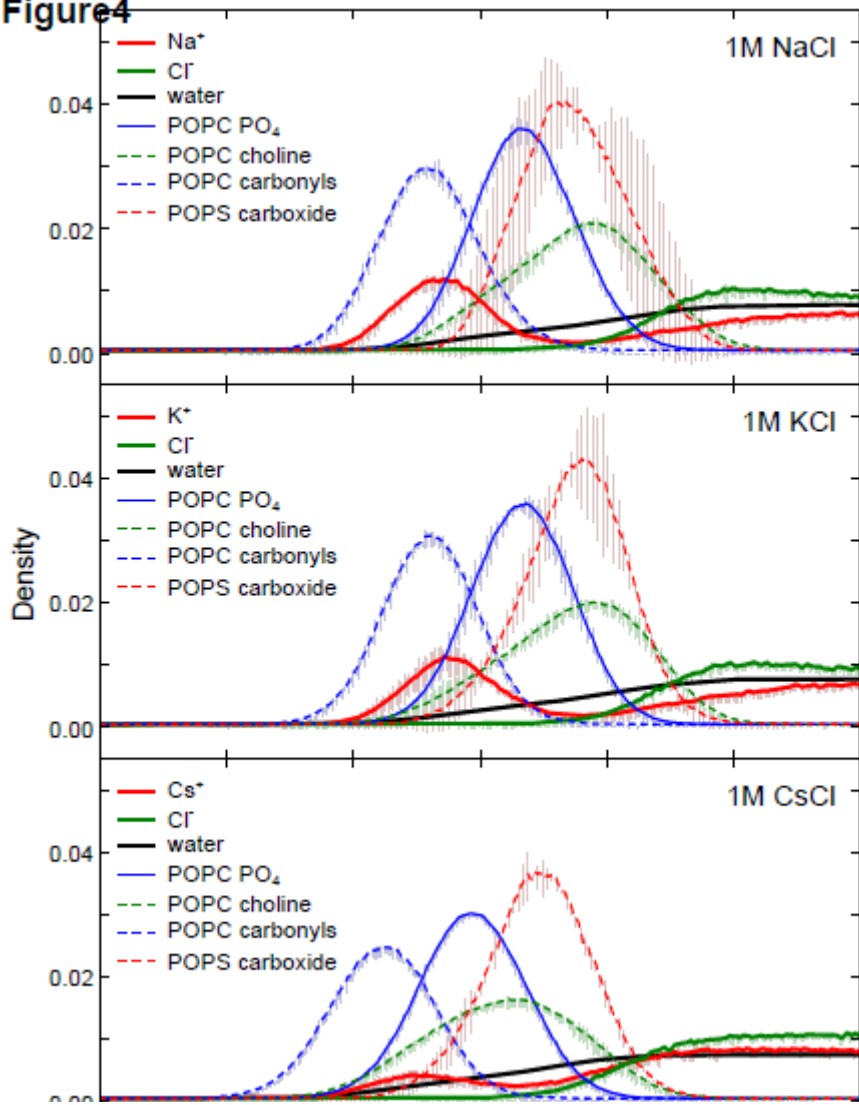 Figure4
1M NaCl
Na⁺
Cl⁻
water
POPC PO₄
POPC choline
POPC carbonyls
POPS carboxide
0.04
0.02
0.00
1M KCl
K⁺
Cl⁻
water
POPC PO₄
POPC choline
POPC carbonyls
POPS carboxide
0.04
0.02
0.00
Density
1M CsCl
Cs⁺
Cl⁻
water
POPC PO₄
POPC choline
POPC carbonyls
POPS carboxide
0.04
0.02
0.00